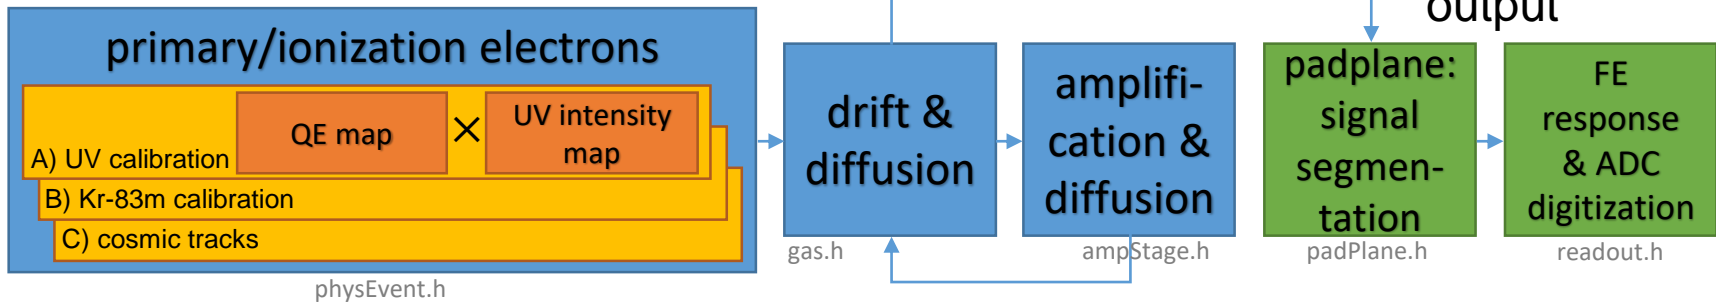 output
primary/ionization electrons
QE map
×
UV intensity
map
A) UV calibration
B) Kr-83m calibration
C) cosmic tracks
physEvent.h
drift &
diffusion
gas.h
amplifi-
cation &
diffusion
ampStage.h
padplane:
signal
segmen-
tation
padPlane.h
FE
response
& ADC
digitization
readout.h